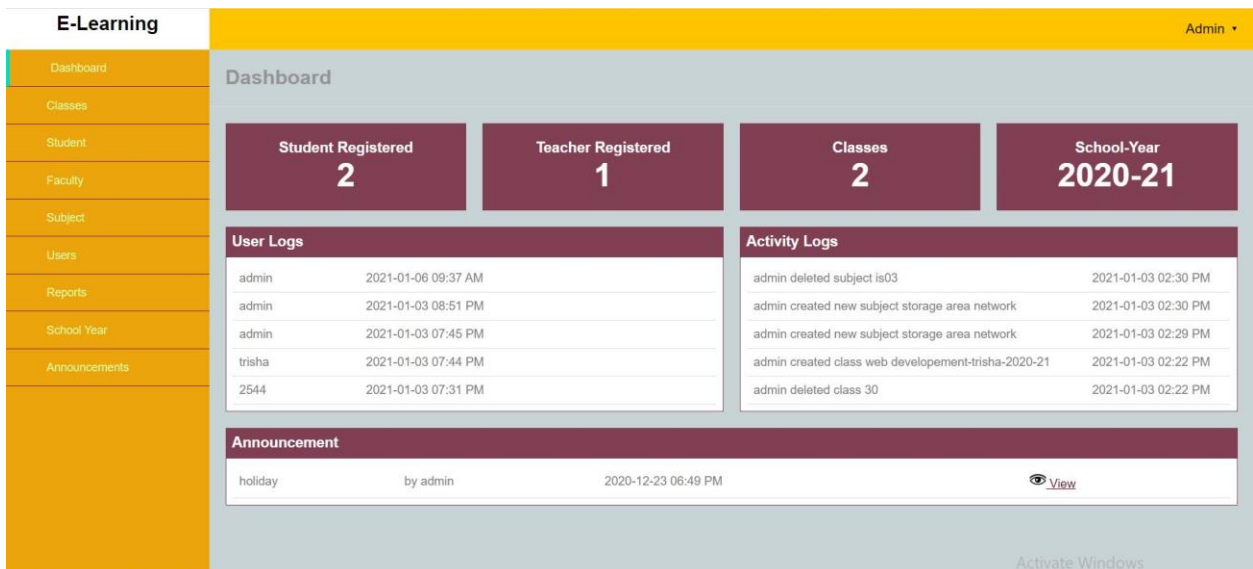 E-Learning
Admin
Dashboard
Classes
Student
Faculty
Subject
Users
Reports
School Year
Announcements
Dashboard
Student Registered
2
Teacher Registered
1
Classes
2
School-Year
2020-21
User Logs
admin 2021-01-06 09:37 AM
admin 2021-01-03 08:51 PM
admin 2021-01-03 07:45 PM
trisha 2021-01-03 07:44 PM
2544 2021-01-03 07:31 PM
Activity Logs
admin deleted subject is03 2021-01-03 02:30 PM
admin created new subject storage area network 2021-01-03 02:30 PM
admin created new subject storage area network 2021-01-03 02:29 PM
admin created class web developement-trisha-2020-21 2021-01-03 02:22 PM
admin deleted class 30 2021-01-03 02:22 PM
Announcement
holiday by admin 2020-12-23 06:49 PM View
Activate Windows